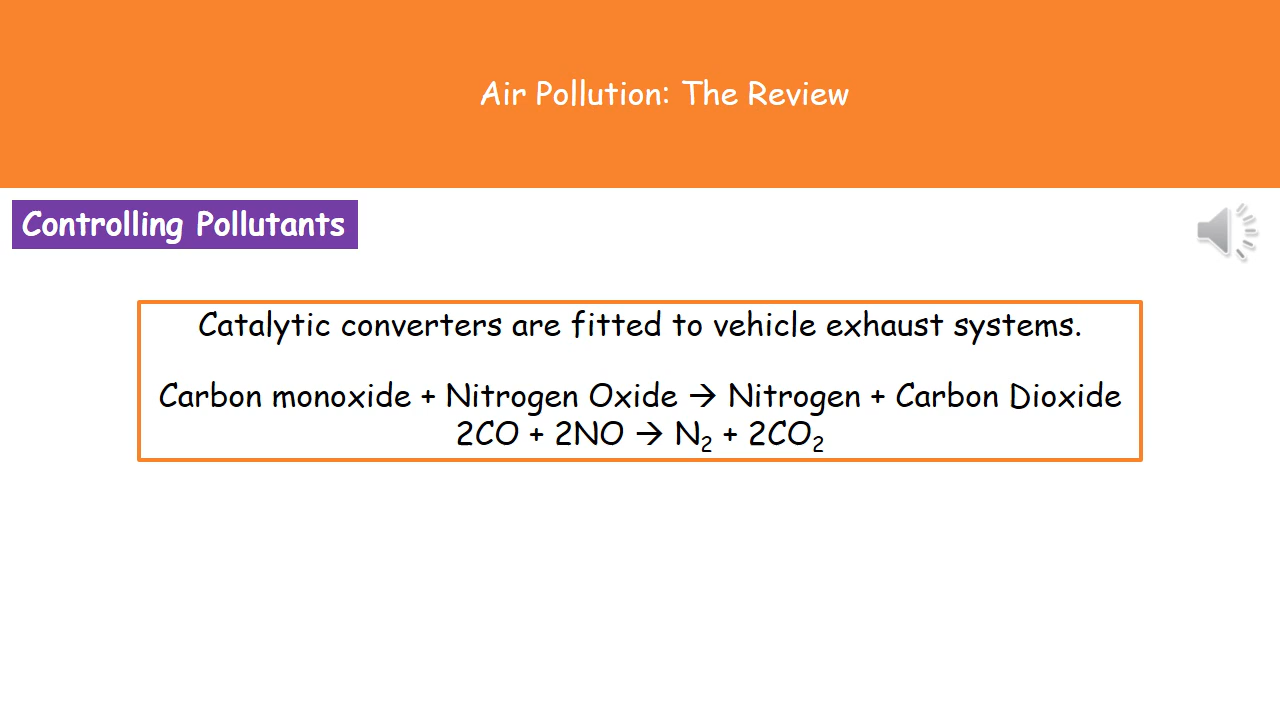 Air Pollution: The Review
Controlling Pollutants
Catalytic converters are fitted to vehicle exhaust systems.
Carbon monoxide + Nitrogen Oxide → Nitrogen + Carbon Dioxide
2CO + 2NO → N₂ + 2CO₂